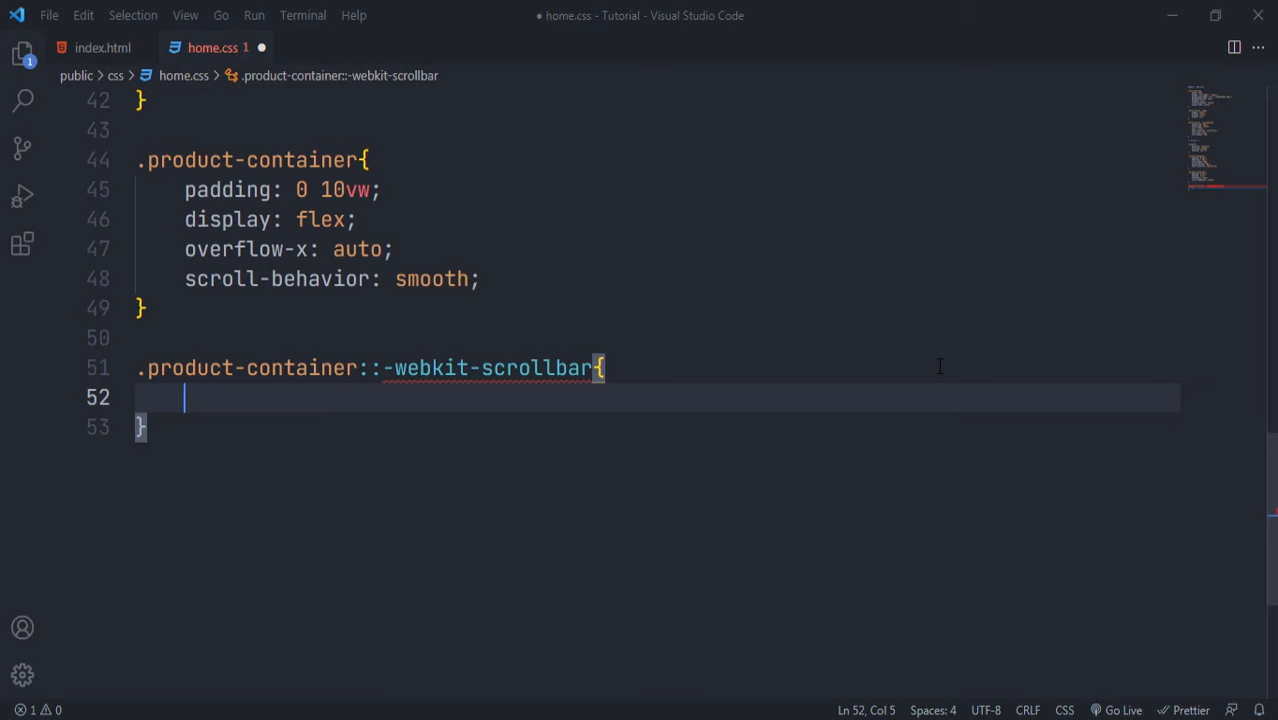 File Edit Selection View Go Run Terminal Help
● home.css - Tutorial - Visual Studio Code
index.html
home.css 1 ●
public > css > home.css > .product-container::-webkit-scrollbar
42 }
43
44 .product-container{
45 padding: 0 10vw;
46 display: flex;
47 overflow-x: auto;
48 scroll-behavior: smooth;
49 }
50
51 .product-container::-webkit-scrollbar{
52
53 }
1
1 0
Ln 52, Col 5 Spaces: 4 UTF-8 CRLF CSS Go Live Prettier